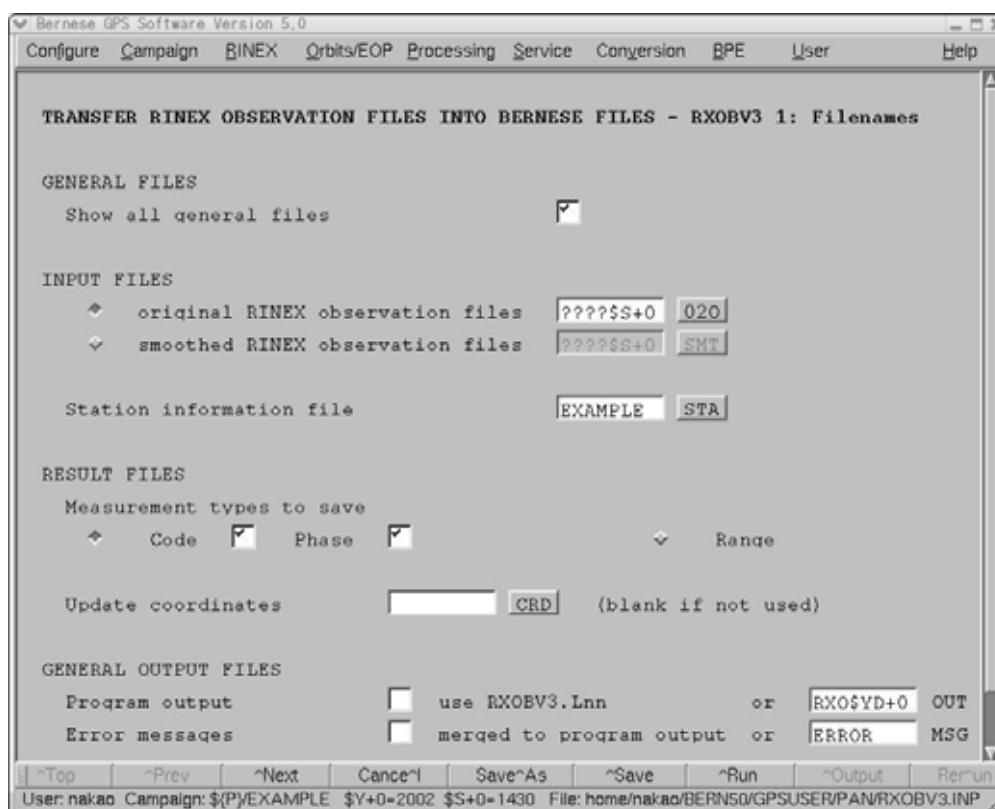 Bernese GPS Software Version 5.0
Configure Campaign RINEX Orbits/EOP Processing Service Conversion BPE User Help
TRANSFER RINEX OBSERVATION FILES INTO BERNESE FILES - RXOBV3 1: Filenames
GENERAL FILES
Show all general files
INPUT FILES
original RINEX observation files ????$S+0 02O
smoothed RINEX observation files ????$S+0 SMT
Station information file EXAMPLE STA
RESULT FILES
Measurement types to save
Code Phase Range
Update coordinates CRD (blank if not used)
GENERAL OUTPUT FILES
Program output use RXOBV3.Lnn or RXO$YD+0 OUT
Error messages merged to program output or ERROR MSG
^Top ^Prev ^Next Cance^l Save^As ^Save ^Run ^Output Rer^un
User: nakao Campaign: ${P}/EXAMPLE $Y+0=2002 $S+0=1430 File: home/nakao/BERN50/GPSUSER/PAN/RXOBV3.INP